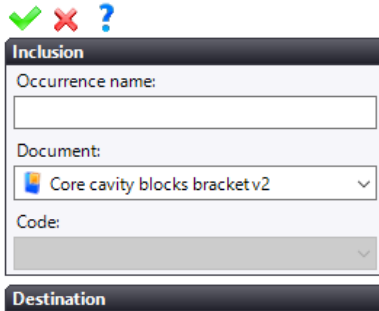 Inclusion
Occurrence name:
Document:
Core cavity blocks bracket v2
Code:
Destination